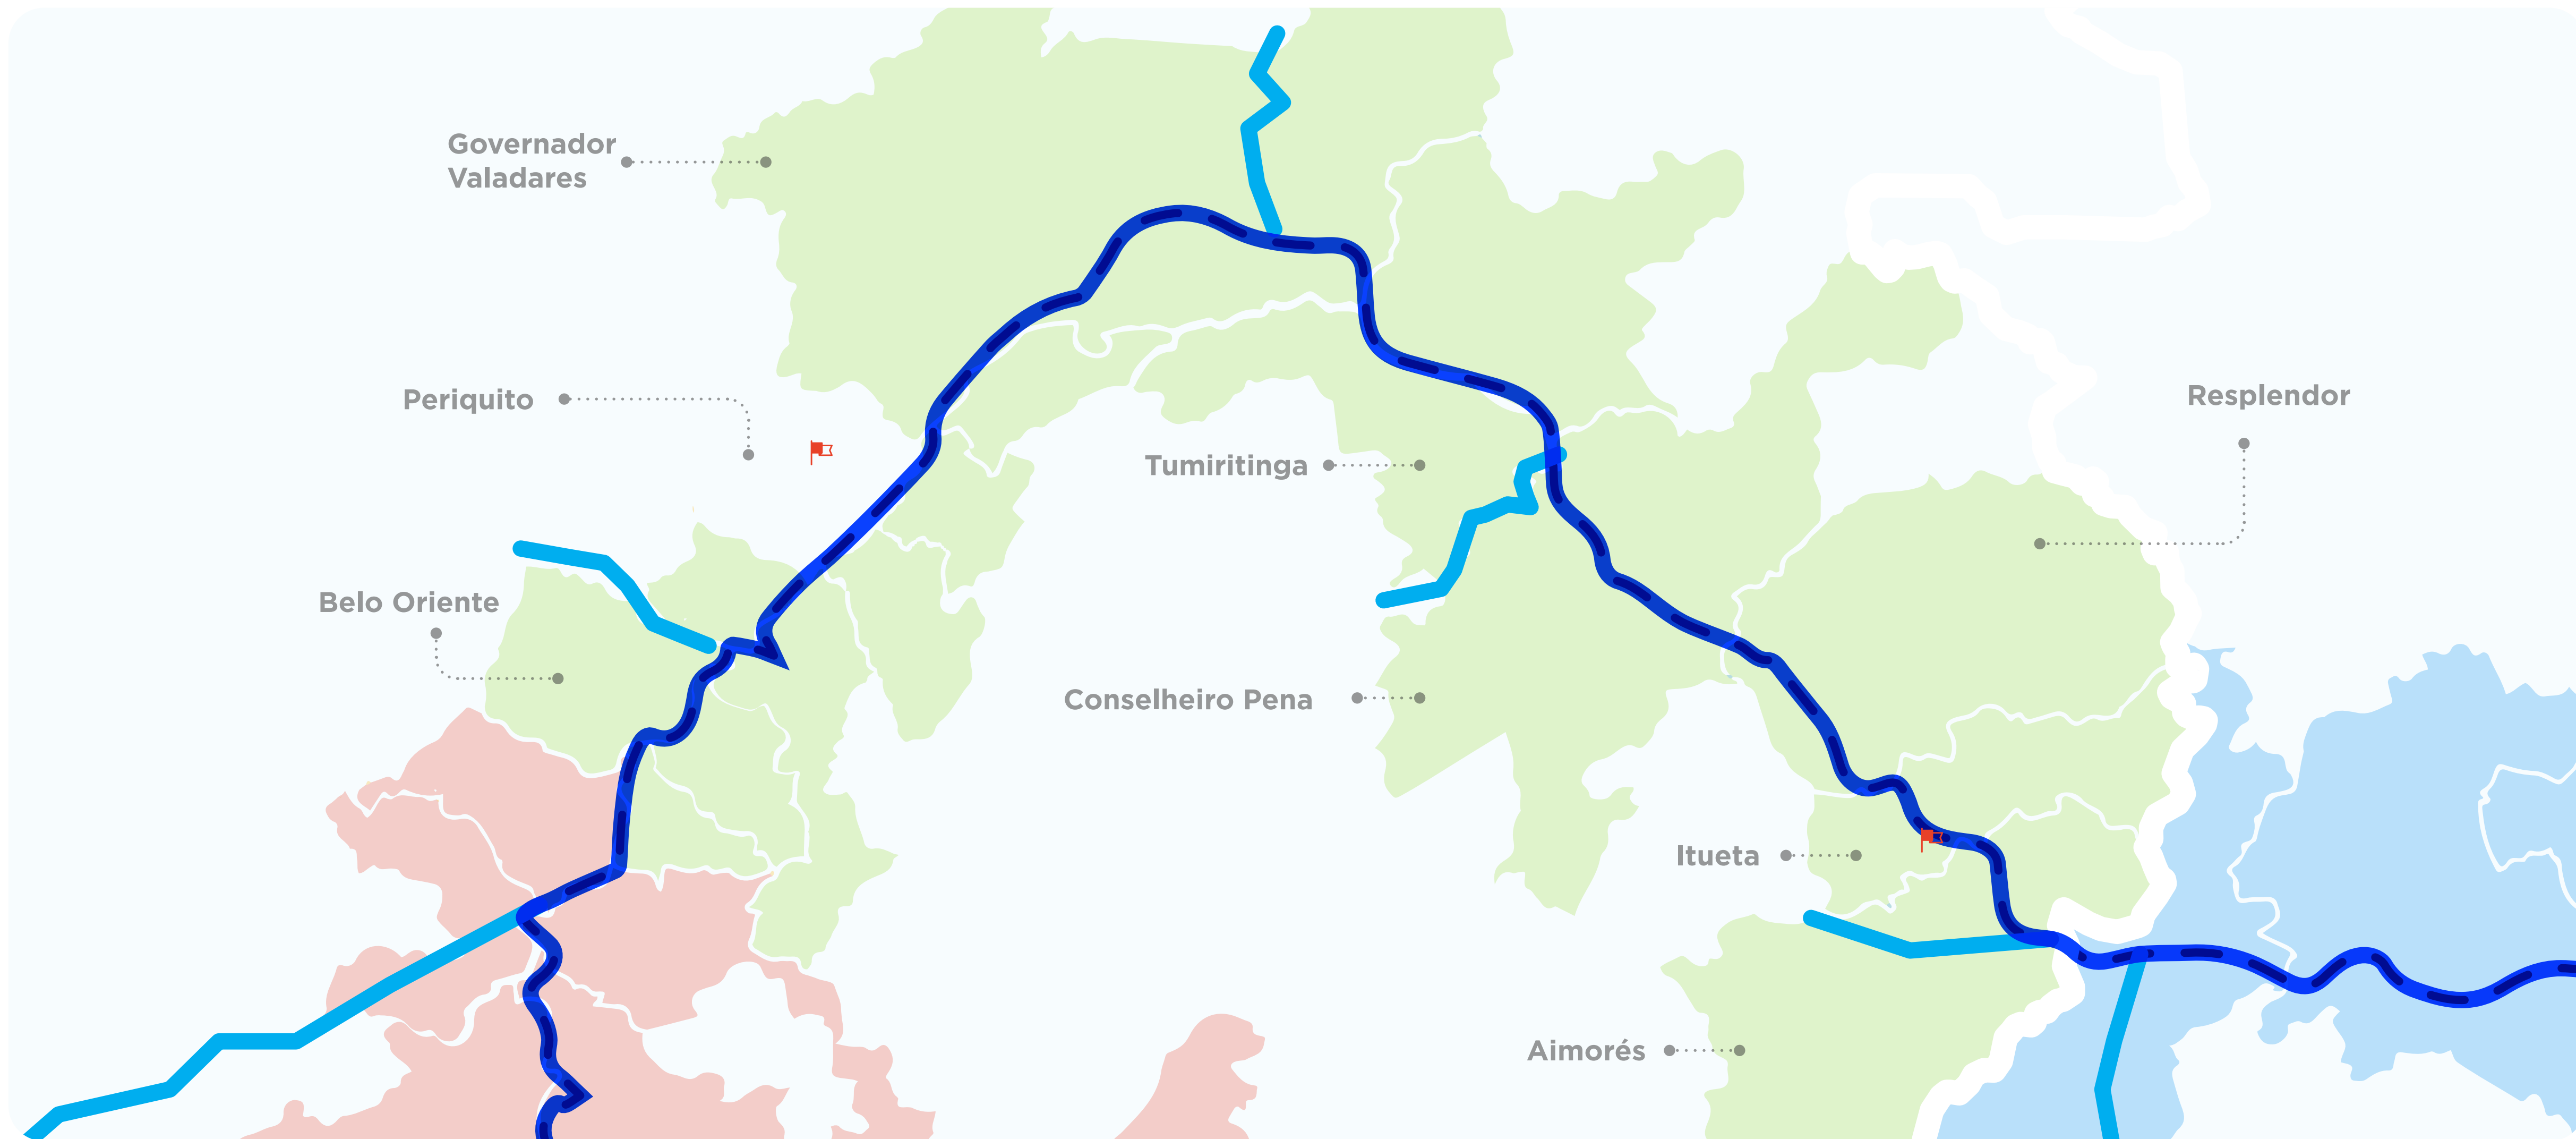 Governador
Valadares
Periquito
Resplendor
Tumiritinga
Belo Oriente
Conselheiro Pena
Itueta
Aimorés